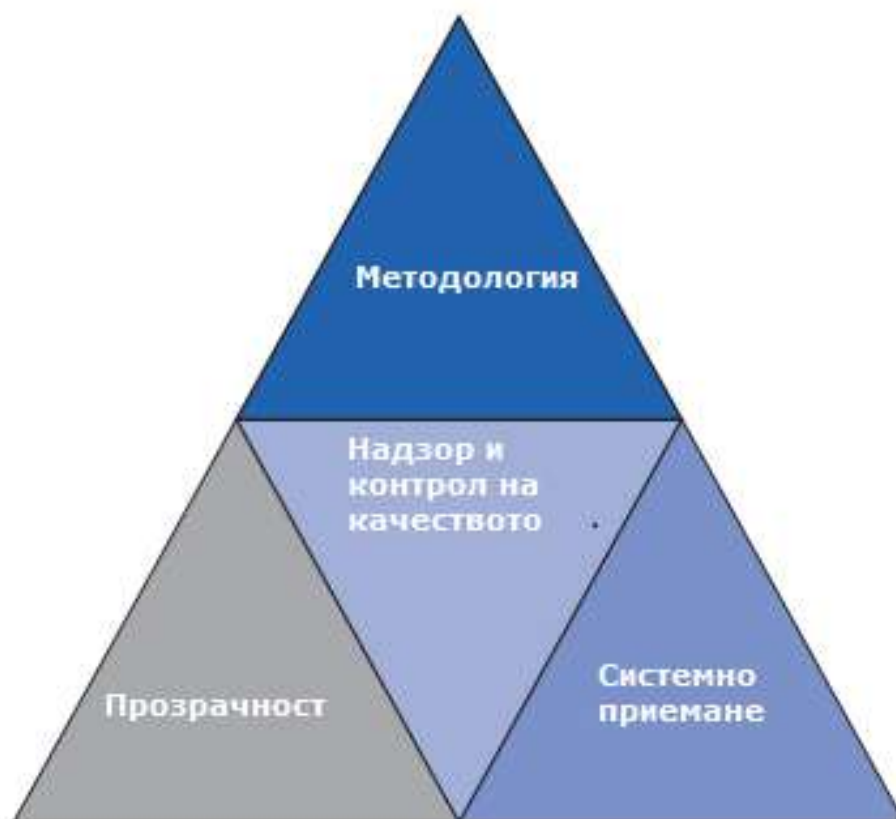 Методология
Надзор и
контрол на
качеството
Прозрачност
Системно
приемане